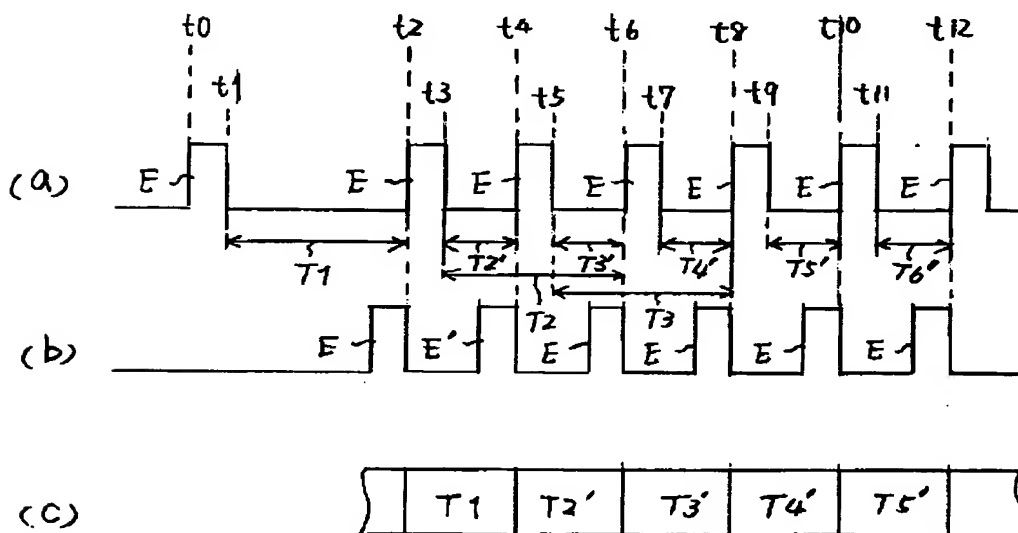 t0 t2 t4 t6 t8 t10 t12
t1 t3 t5 t7 t9 t11
(a) E E E E E E E
T1 T2' T3' T4' T5' T6'
T2 T3
(b) E E' E E E E
(c) T1 T2' T3' T4' T5'